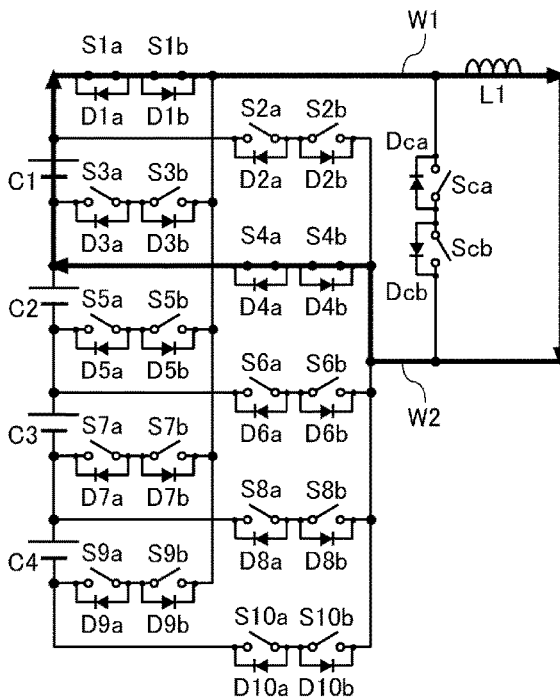 S1a S1b
W1
D1a D1b
L1
S2a S2b
Dca
C1
S3a S3b
D2a D2b
Sca
D3a D3b
S4a S4b
Scb
Dcb
C2
S5a S5b
D4a D4b
D5a D5b
S6a S6b
W2
C3
S7a S7b
D6a D6b
D7a D7b
S8a S8b
C4
S9a S9b
D8a D8b
D9a D9b
S10a S10b
D10a D10b